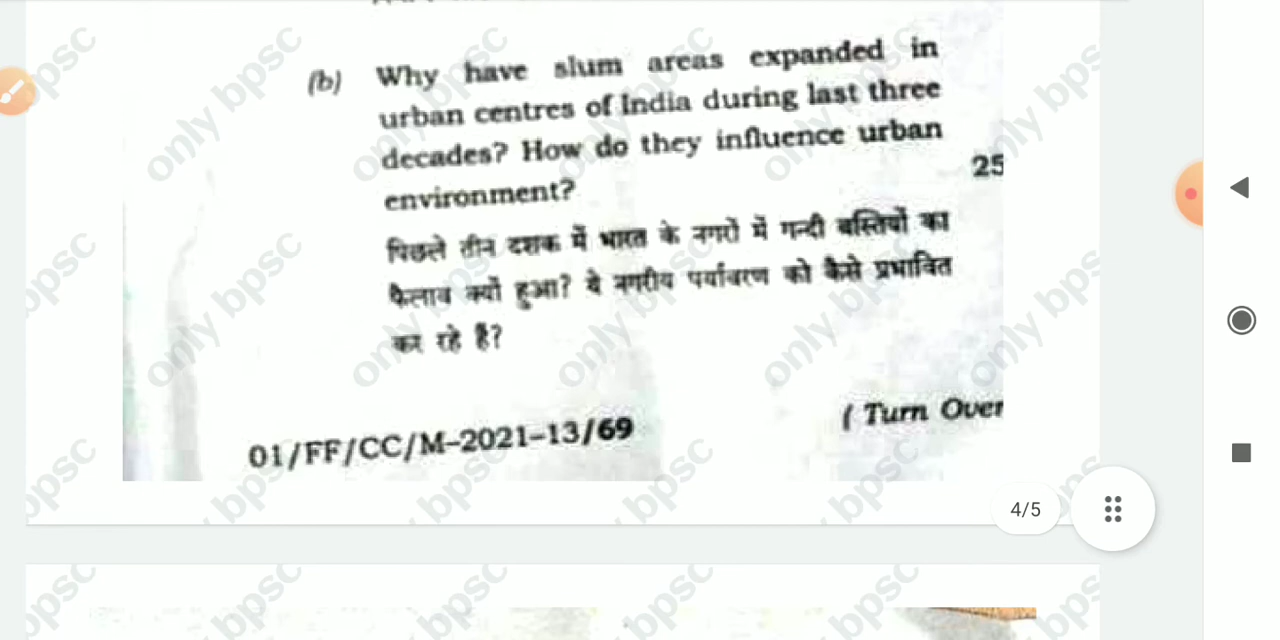 (b) Why have slum areas expanded in
urban centres of India during last three
decades? How do they influence urban
environment?
25
पिछले तीन दशक में भारत के नगरों में गन्दी बस्तियों का
फैलाव क्यों हुआ? ये नगरीय पर्यावरण को कैसे प्रभावित
कर रहे हैं?
01/FF/CC/M-2021-13/69
( Turn Over
4/5
only bpsc